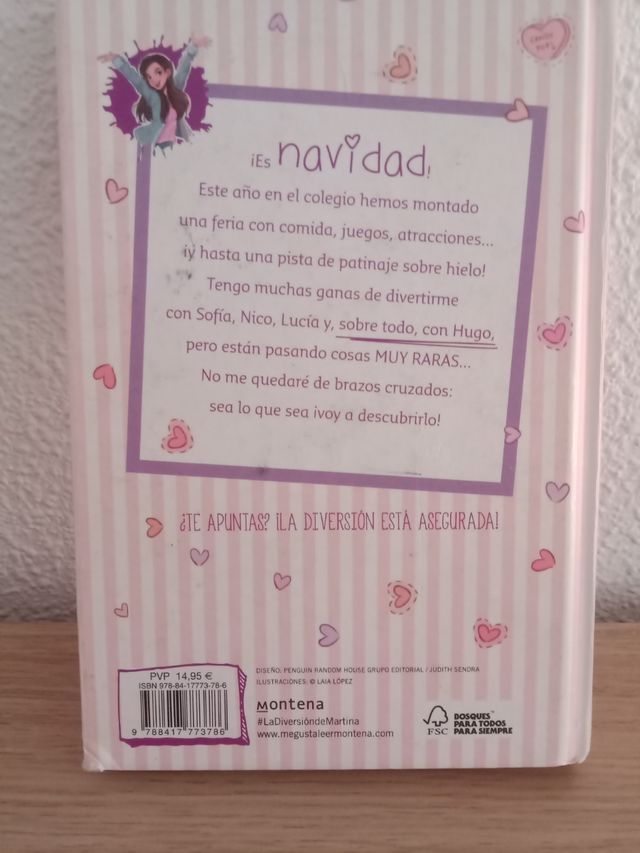 ¡Es navidad!
Este año en el colegio hemos montado
una feria con comida, juegos, atracciones...
¡y hasta una pista de patinaje sobre hielo!
Tengo muchas ganas de divertirme
con Sofía, Nico, Lucía y, sobre todo, con Hugo,
pero están pasando cosas MUY RARAS...
No me quedaré de brazos cruzados:
sea lo que sea ¡voy a descubrirlo!
¿TE APUNTAS? ¡LA DIVERSIÓN ESTÁ ASEGURADA!
PVP 14,95 €
ISBN 978-84-17773-78-6
9 788417 773786
DISEÑO: PENGUIN RANDOM HOUSE GRUPO EDITORIAL / JUDITH SENDRA
ILUSTRACIONES: © LAIA LÓPEZ
Montena
#LaDiversióndeMartina
www.megustaleermontena.com
FSC
BOSQUES
PARA TODOS
PARA SIEMPRE